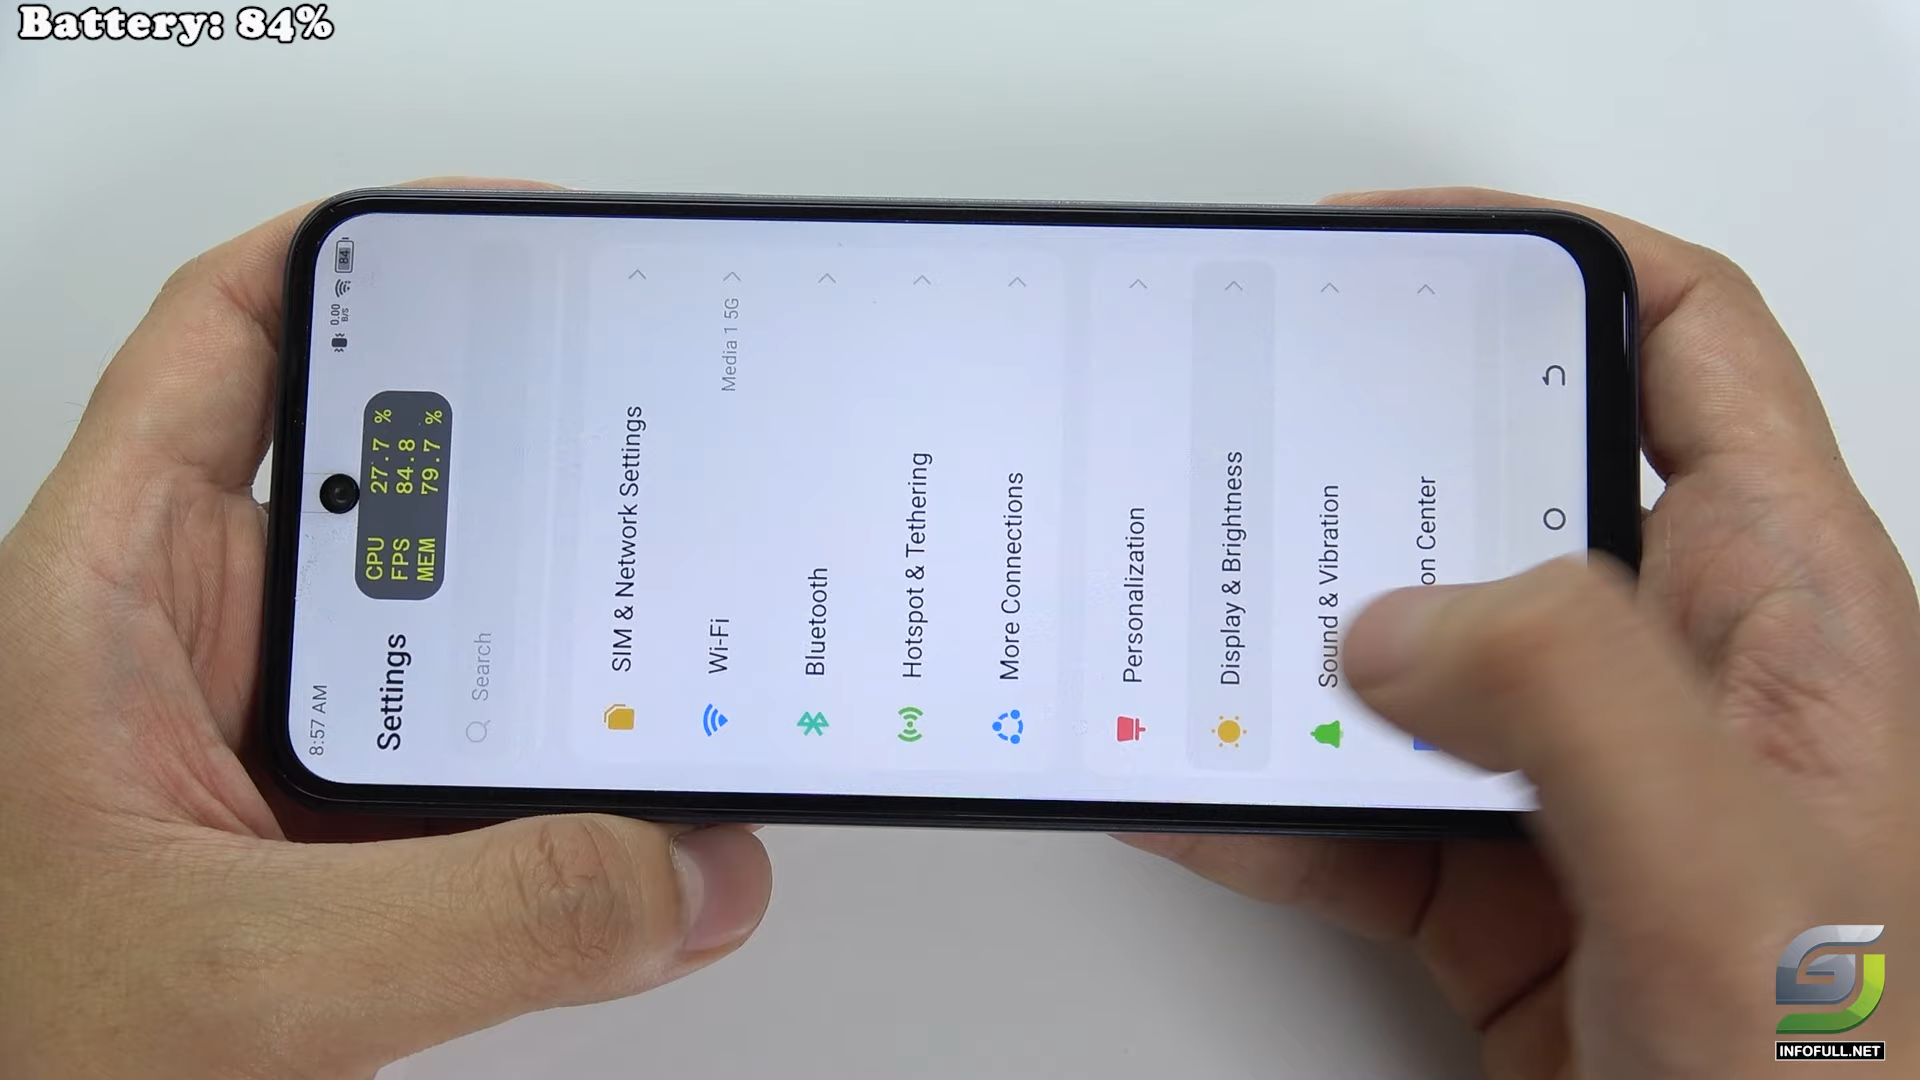 Battery: 84%
8:57 AM
0.00
B/S
84
CPU 27.7 %
FPS 84.8
MEM 79.7 %
Settings
Search
SIM & Network Settings
Wi-Fi Media 1 5G
Bluetooth
Hotspot & Tethering
More Connections
Personalization
Display & Brightness
Sound & Vibration
on Center
INFOFULL.NET